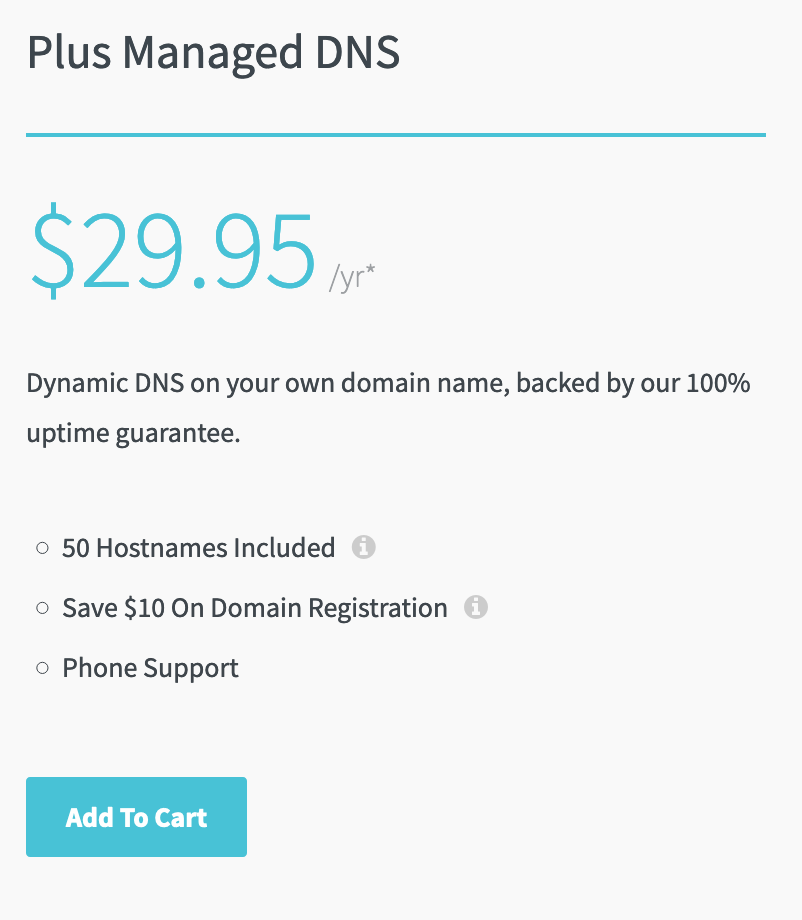 Plus Managed DNS
$29.95 /yr*
Dynamic DNS on your own domain name, backed by our 100%
uptime guarantee.
50 Hostnames Included
Save $10 On Domain Registration
Phone Support
Add To Cart